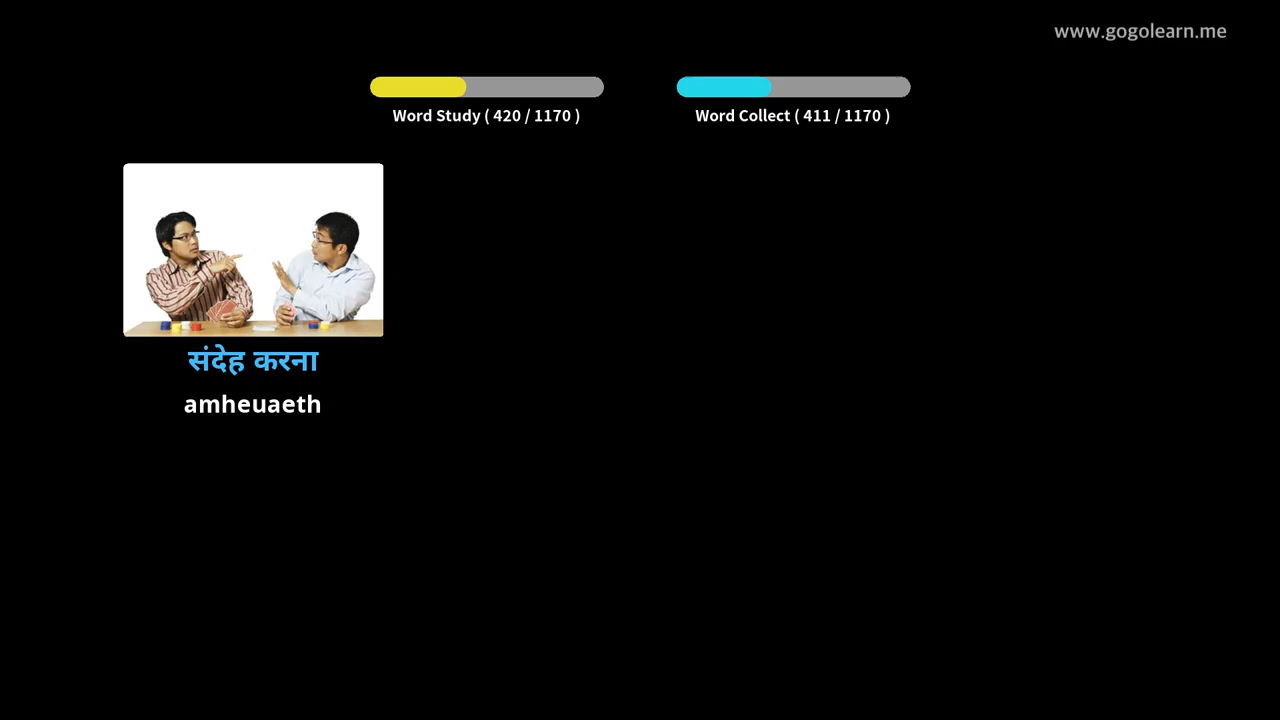 www.gogolearn.me
Word Study ( 420 / 1170 )
Word Collect ( 411 / 1170 )
संदेह करना
amheuaeth